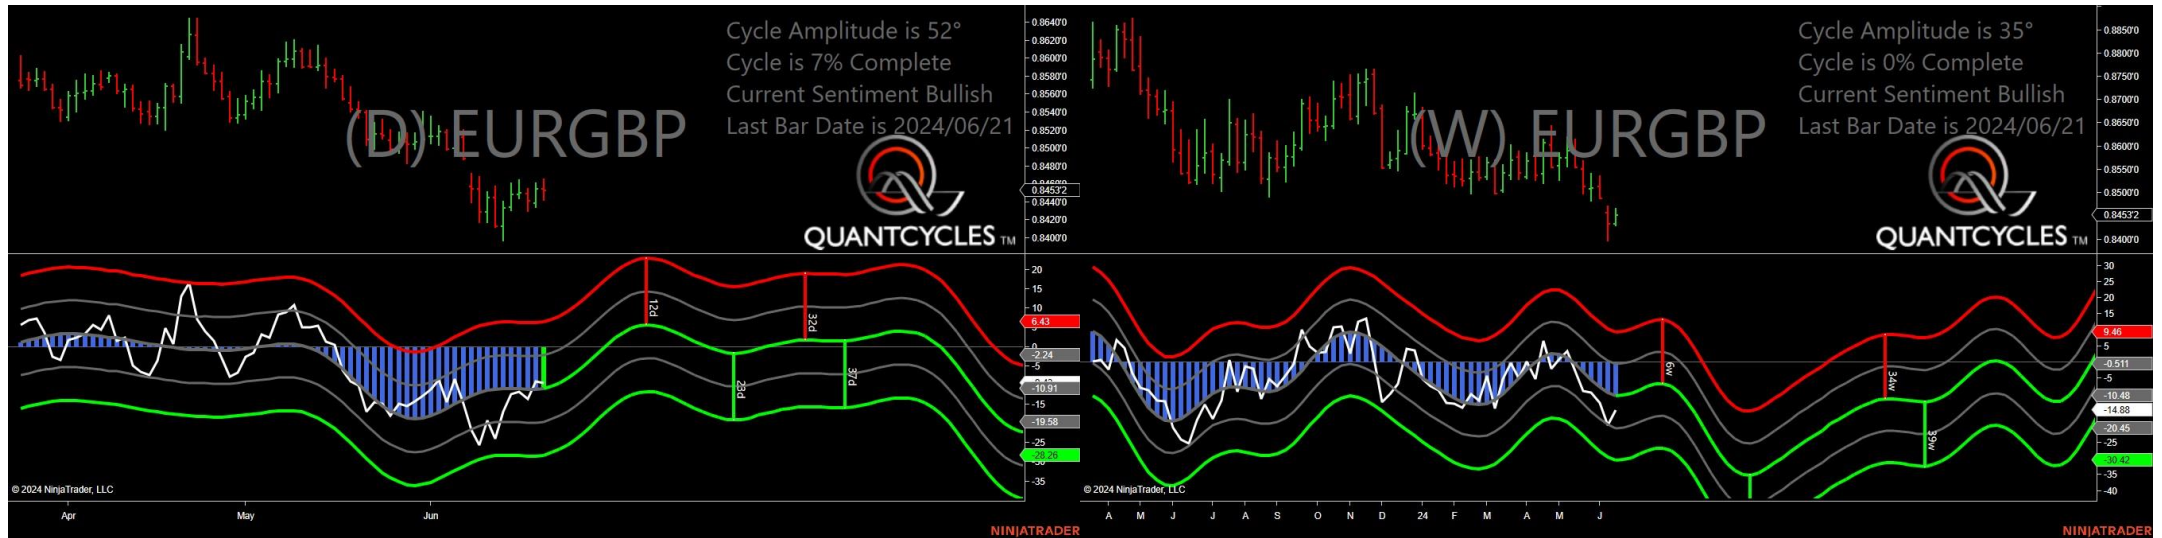 Cycle Amplitude is 52°
Cycle is 7% Complete
Current Sentiment Bullish
Last Bar Date is 2024/06/21
(D) EURGBP
QUANTCYCLES TM
0.8640'0
0.8620'0
0.8600'0
0.8580'0
0.8560'0
0.8540'0
0.8520'0
0.8500'0
0.8480'0
0.8453'2
0.8440'0
0.8420'0
0.8400'0
20
15
10
6.43
0
-2.24
-5
-10.91
-15
-19.58
-25
-28.26
-35
12d
32d
23d
37d
© 2024 NinjaTrader, LLC
Apr
May
Jun
NINJATRADER
Cycle Amplitude is 35°
Cycle is 0% Complete
Current Sentiment Bullish
Last Bar Date is 2024/06/21
(W) EURGBP
QUANTCYCLES TM
0.8850'0
0.8800'0
0.8750'0
0.8700'0
0.8650'0
0.8600'0
0.8550'0
0.8500'0
0.8453'2
0.8400'0
30
25
20
15
9.46
5
-0.511
-5
-10.48
-14.88
-20.45
-25
-30.42
-35
-40
6w
34w
39w
© 2024 NinjaTrader, LLC
A M J J A S O N D 24 F M A M J
NINJATRADER